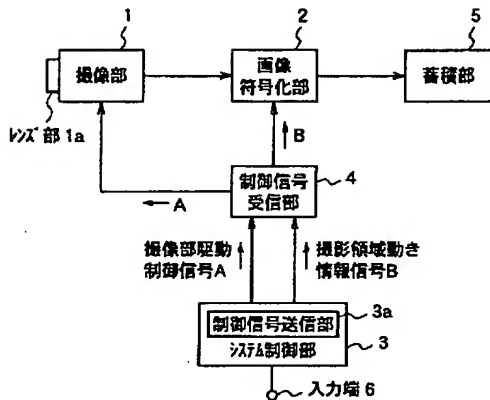 1
2
5
撮像部
画像
符号化部
蓄積部
レンズ部 1a
B
A
制御信号
受信部
4
撮像部駆動
制御信号A
撮影領域動き
情報信号B
制御信号送信部
3a
システム制御部
3
入力端 6